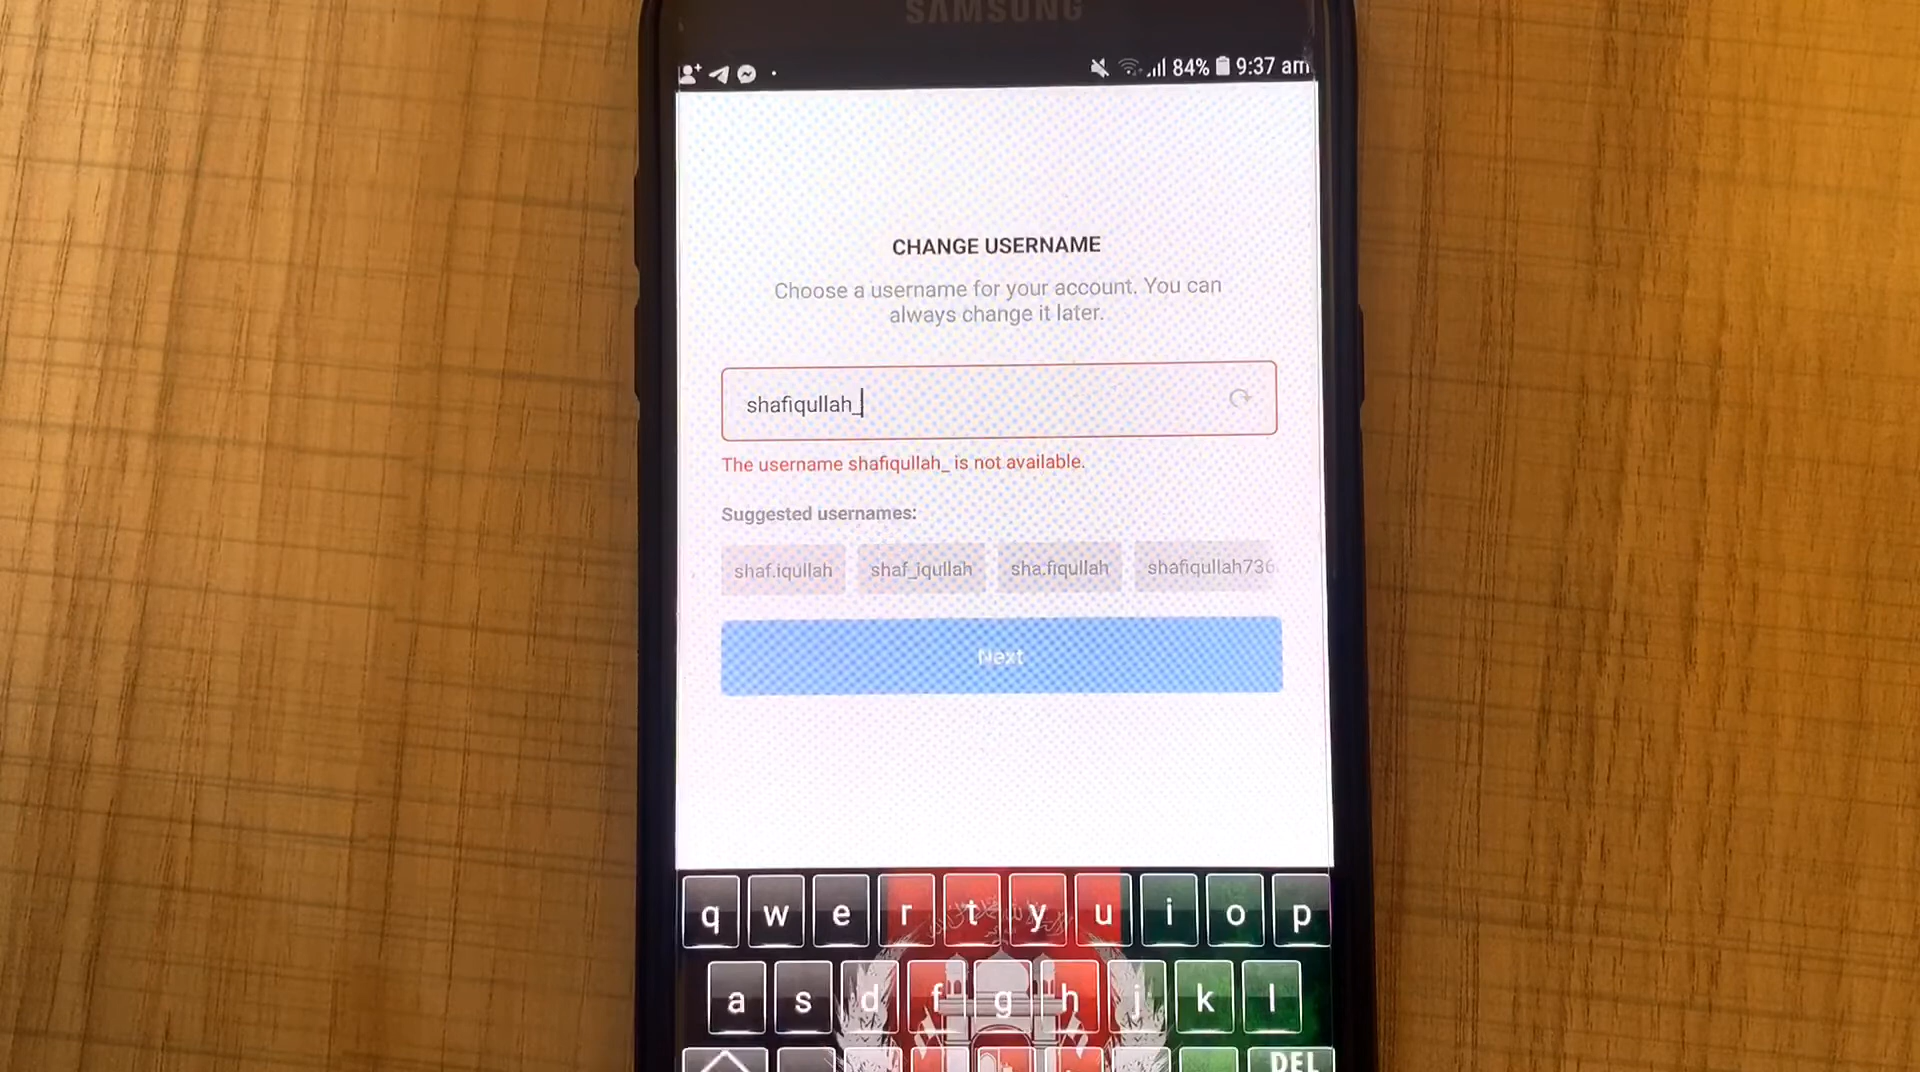 SAMSUNG
84% 9:37 am
CHANGE USERNAME
Choose a username for your account. You can
always change it later.
shafiqullah_
The username shafiqullah_ is not available.
Suggested usernames:
shaf.iqullah shaf_iqullah sha.fiqullah shafiqullah736
Next
q w e r t y u i o p
a s d f g h j k l
DEL